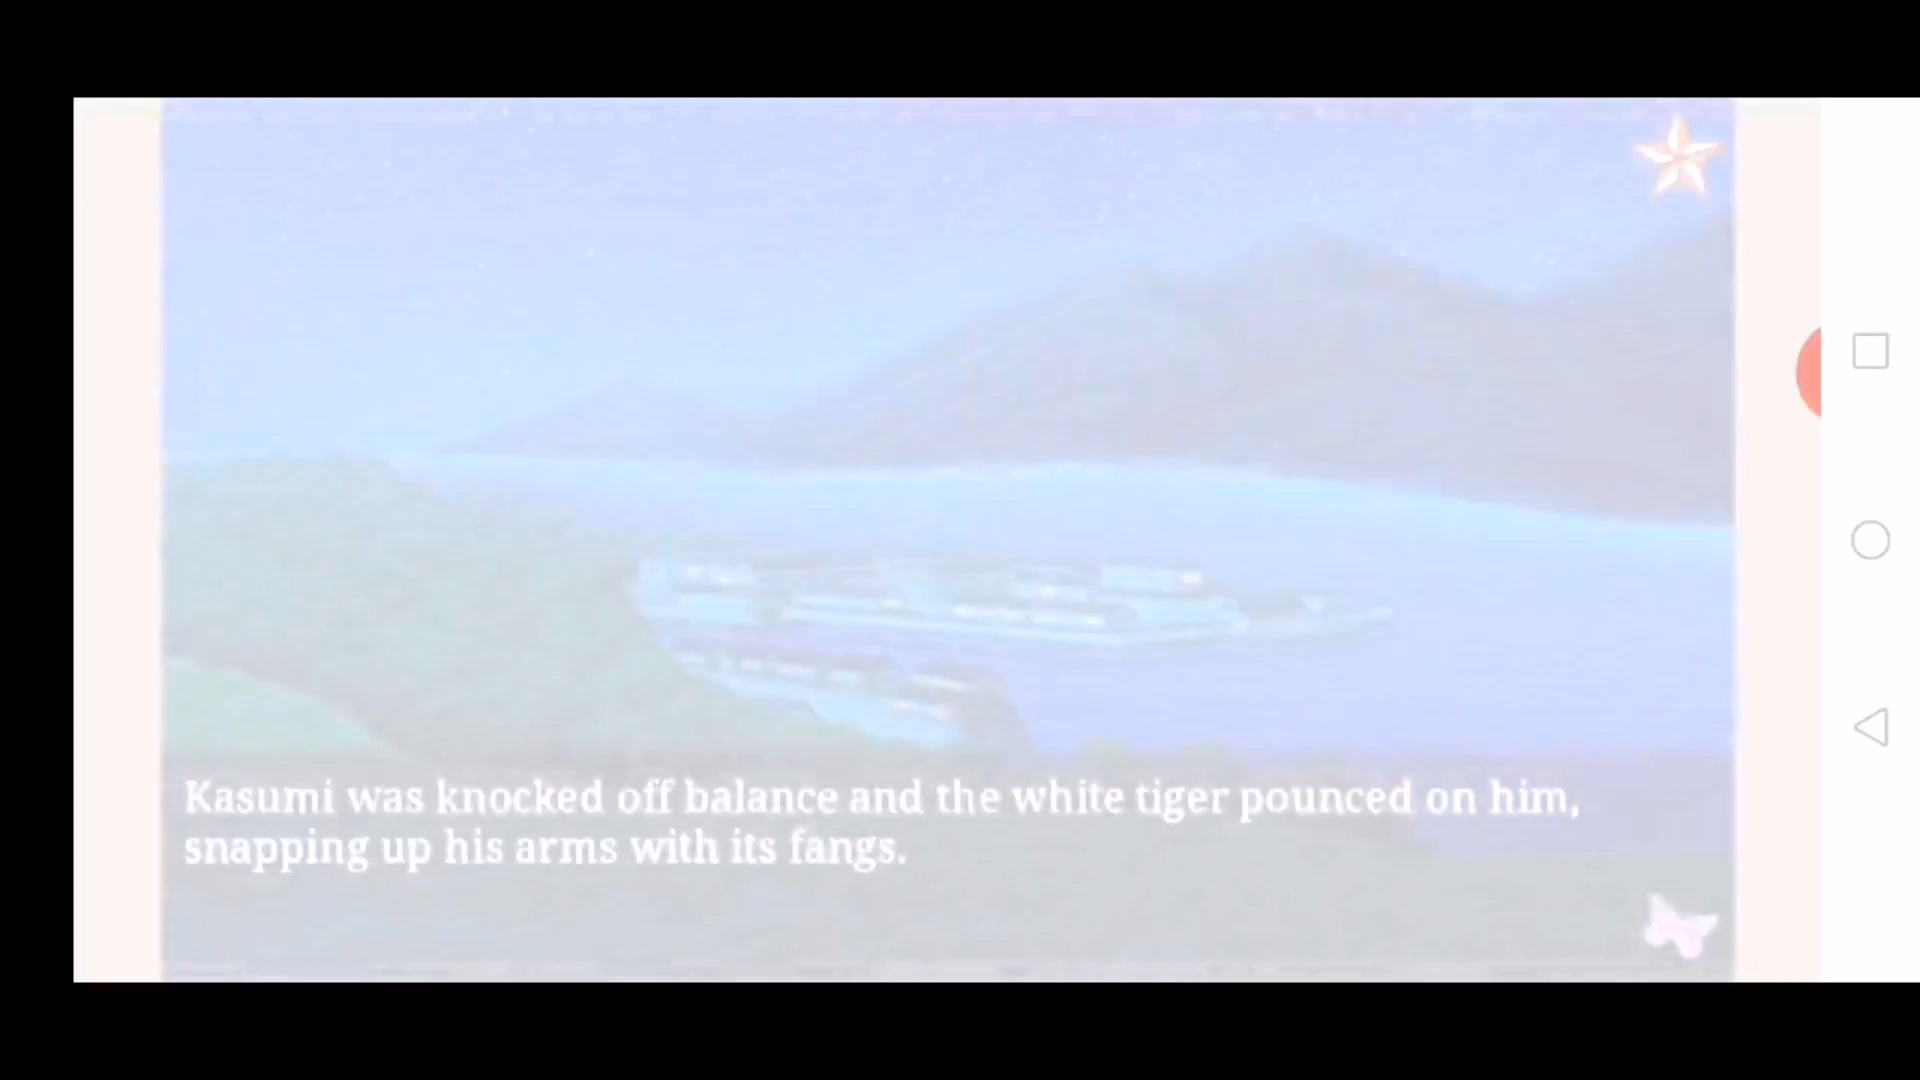 Kasumi was knocked off balance and the white tiger pounced on him,
snapping up his arms with its fangs.